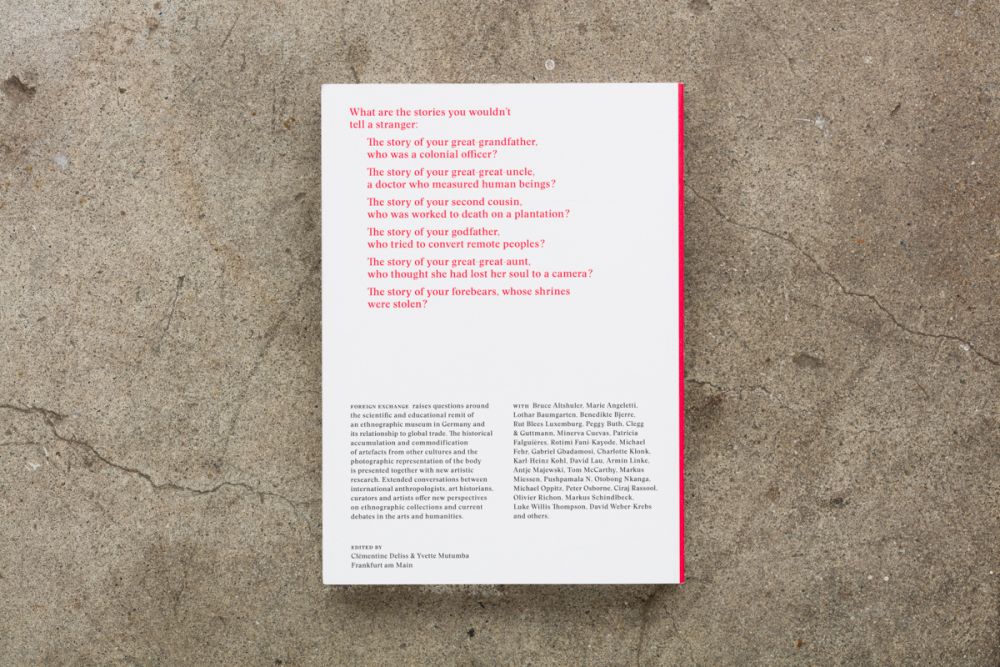 What are the stories you wouldn't
tell a stranger:
The story of your great-grandfather,
who was a colonial officer?
The story of your great-great-uncle,
a doctor who measured human beings?
The story of your second cousin,
who was worked to death on a plantation?
The story of your godfather,
who tried to convert remote peoples?
The story of your great-great-aunt,
who thought she had lost her soul to a camera?
The story of your forebears, whose shrines
were stolen?
FOREIGN EXCHANGE raises questions around
the scientific and educational remit of
an ethnographic museum in Germany and
its relationship to global trade. The historical
accumulation and commodification
of artefacts from other cultures and the
photographic representation of the body
is presented together with new artistic
research. Extended conversations between
international anthropologists, art historians,
curators and artists offer new perspectives
on ethnographic collections and current
debates in the arts and humanities.
EDITED BY
Clémentine Deliss & Yvette Mutumba
Frankfurt am Main
WITH Bruce Altshuler, Marie Angeletti,
Lothar Baumgarten, Benedikte Bjerre,
Rut Blees Luxemburg, Peggy Buth, Clegg
& Guttmann, Minerva Cuevas, Patricia
Falguières, Rotimi Fani-Kayode, Michael
Fehr, Gabriel Gbadamosi, Charlotte Klonk,
Karl-Heinz Kohl, David Lau, Armin Linke,
Antje Majewski, Tom McCarthy, Markus
Miessen, Pushpamala N, Otobong Nkanga,
Michael Oppitz, Peter Osborne, Ciraj Rassool,
Olivier Richon, Markus Schindlbeck,
Luke Willis Thompson, David Weber-Krebs
and others.